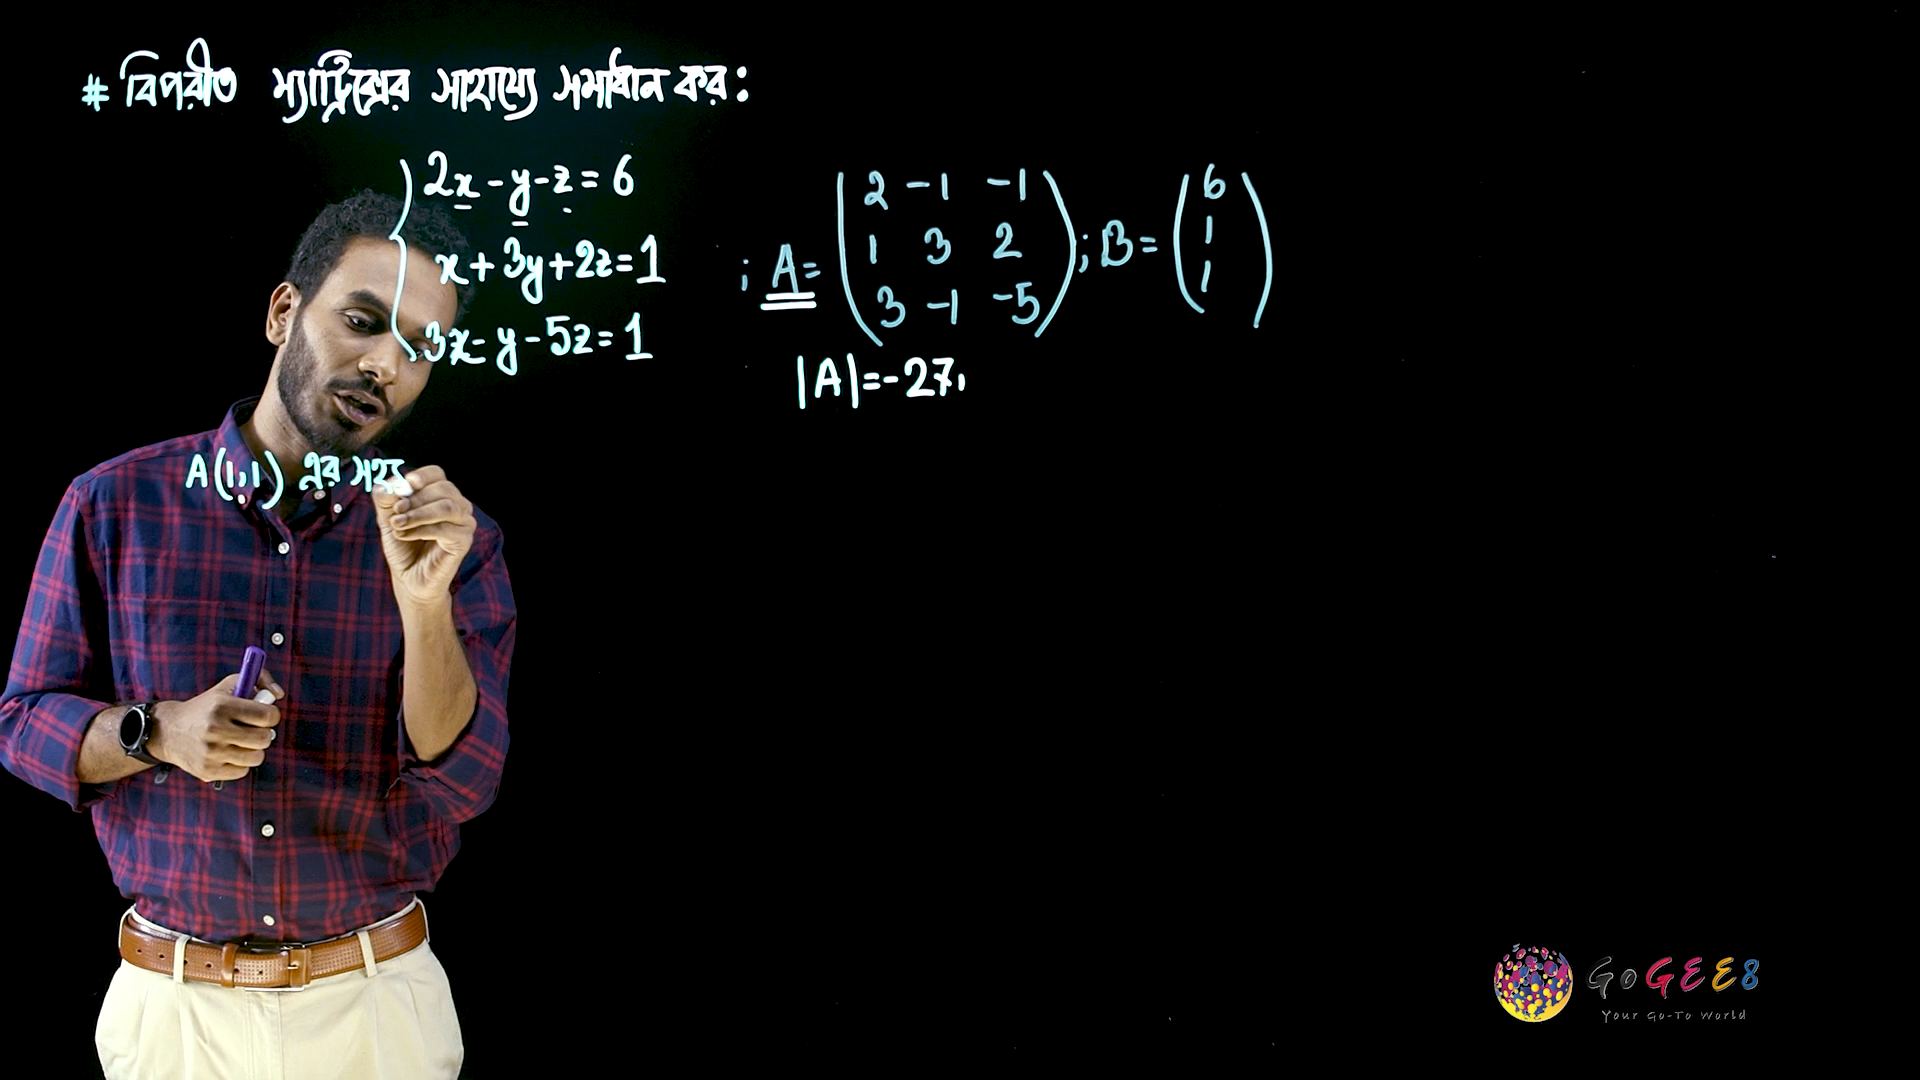 # বিপরীত ম্যাট্রিক্সের সাহায্যে সমাধান কর:
2x - y - z = 6
x + 3y + 2z = 1
3x - y - 5z = 1
; A = ( 2 -1 -1
1 3 2
3 -1 -5 ) ; B = ( 6
1
1 )
|A| = -27,
A(1,1) এর সহগ
GoGEE8
Your Go-To World